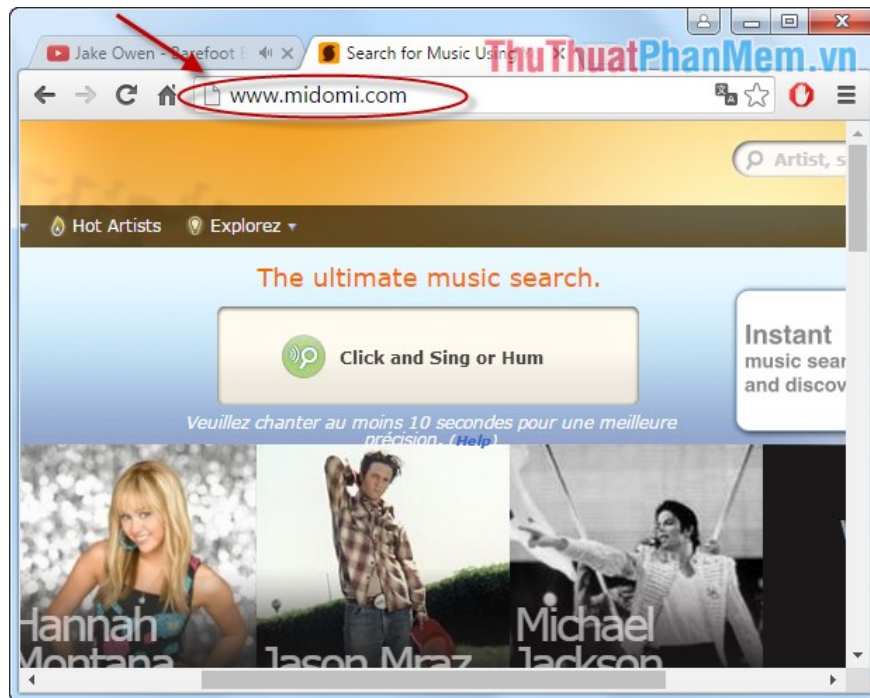 Jake Owen - Barefoot B
Search for Music Using
ThuThuatPhanMem.vn
www.midomi.com
Artist, s
Hot Artists
Explorez
The ultimate music search.
Click and Sing or Hum
Instant
music sear
and discov
Veuillez chanter au moins 10 secondes pour une meilleure
précision. (Help)
Hannah
Montana
Jason Mraz
Michael
Jackson